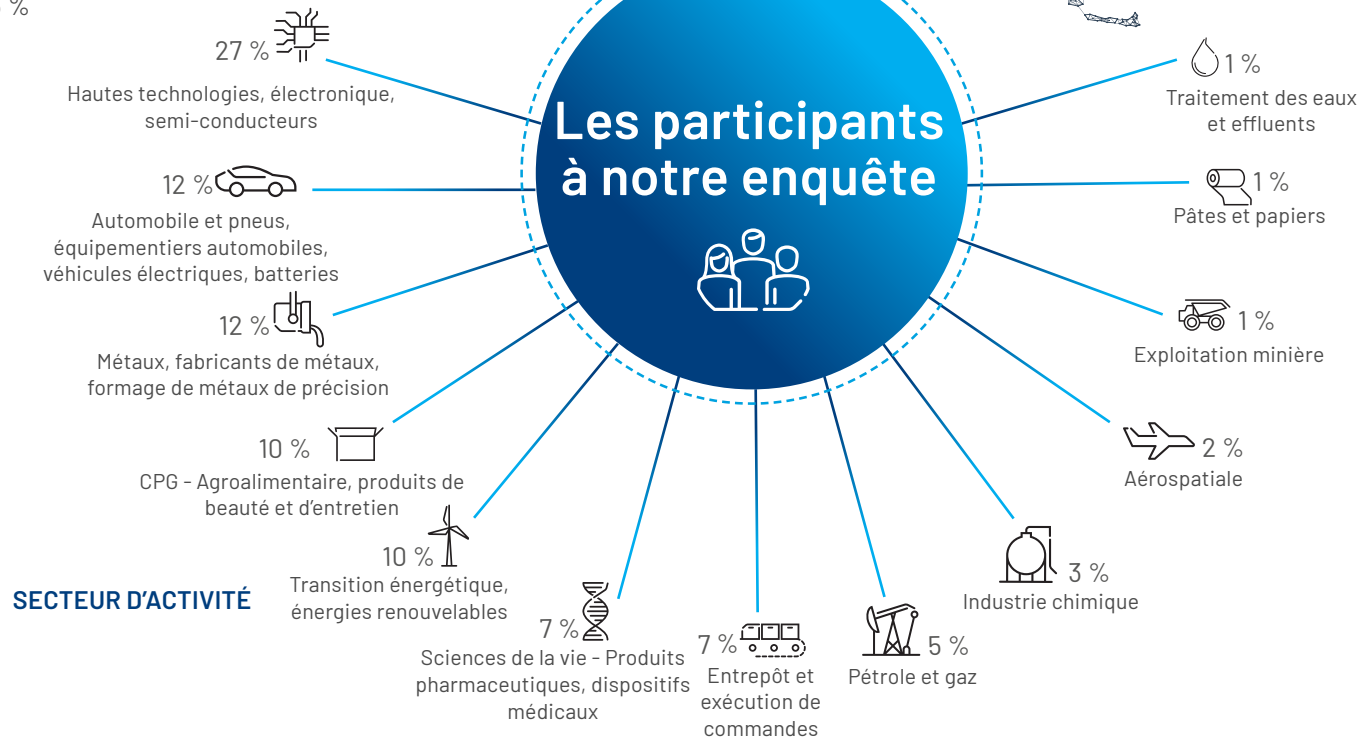 %
27 %
Hautes technologies, électronique,
semi-conducteurs
12 %
Automobile et pneus,
équipementiers automobiles,
véhicules électriques, batteries
12 %
Métaux, fabricants de métaux,
formage de métaux de précision
10 %
CPG - Agroalimentaire, produits de
beauté et d'entretien
10 %
Transition énergétique,
énergies renouvelables
SECTEUR D'ACTIVITÉ
7 %
Sciences de la vie - Produits
pharmaceutiques, dispositifs
médicaux
7 %
Entrepôt et
exécution de
commandes
5 %
Pétrole et gaz
3 %
Industrie chimique
2 %
Aérospatiale
1 %
Exploitation minière
1 %
Pâtes et papiers
1 %
Traitement des eaux
et effluents
Les participants
à notre enquête